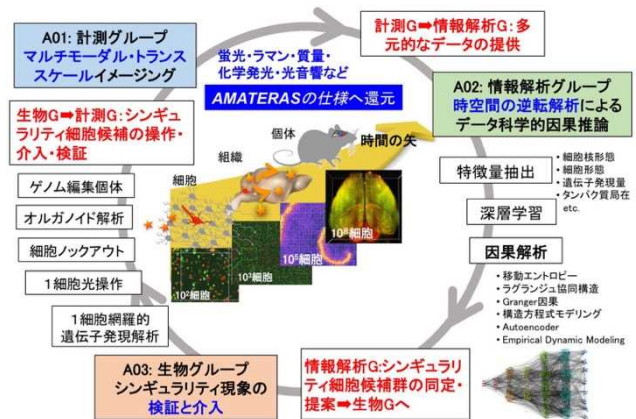 A01: 計測グループ
マルチモーダル・トランス
スケールイメージング
蛍光・ラマン・質量・
化学発光・光音響など
AMATERASの仕様へ還元
計測G➡情報解析G:多
元的なデータの提供
A02: 情報解析グループ
時空間の逆転解析による
データ科学的因果推論
生物G➡計測G:シンギュ
ラリティ細胞候補の操作・
介入・検証
個体
時間の矢
組織
細胞
10²細胞
10³細胞
10⁵細胞
10⁸細胞
特徴量抽出
・細胞核形態
・細胞形態
・遺伝子発現量
・タンパク質局在
etc.
深層学習
因果解析
• 移動エントロピー
• ラグランジュ協同構造
• Granger因果
• 構造方程式モデリング
• Autoencoder
• Empirical Dynamic Modeling
ゲノム編集個体
オルガノイド解析
細胞ノックアウト
1細胞光操作
1細胞網羅的
遺伝子発現解析
A03: 生物グループ
シンギュラリティ現象の
検証と介入
情報解析G:シンギュラリ
ティ細胞候補群の同定・
提案➡生物Gへ